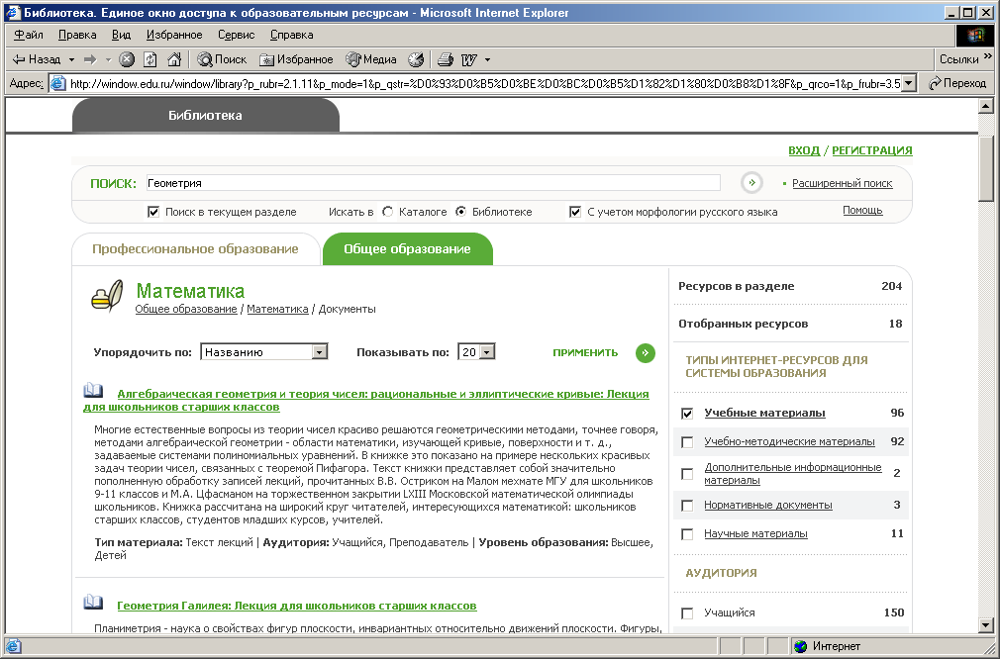 Библиотека. Единое окно доступа к образовательным ресурсам - Microsoft Internet Explorer
Файл Правка Вид Избранное Сервис Справка
Назад Поиск Избранное Медиа Ссылки »
Адрес: http://window.edu.ru/window/library?p_rubr=2.1.11&p_mode=1&p_qstr=%D0%93%D0%B5%D0%BE%D0%BC%D0%B5%D1%82%D1%80%D0%B8%D1%8F&p_qrco=1&p_frubr=3.5 Переход
Библиотека
ВХОД / РЕГИСТРАЦИЯ
ПОИСК: Геометрия Расширенный поиск
Поиск в текущем разделе Искать в Каталоге Библиотеке С учетом морфологии русского языка Помощь
Профессиональное образование Общее образование
Математика
Общее образование / Математика / Документы
Упорядочить по: Названию Показывать по: 20 ПРИМЕНИТЬ
Алгебраическая геометрия и теория чисел: рациональные и эллиптические кривые: Лекция
для школьников старших классов
Многие естественные вопросы из теории чисел красиво решаются геометрическими методами, точнее говоря,
методами алгебраической геометрии - области математики, изучающей кривые, поверхности и т. д.,
задаваемые системами полиномиальных уравнений. В книжке это показано на примере нескольких красивых
задач теории чисел, связанных с теоремой Пифагора. Текст книжки представляет собой значительно
пополненную обработку записей лекций, прочитанных В.В. Остриком на Малом мехмате МГУ для школьников
9-11 классов и М.А. Цфасманом на торжественном закрытии LXIII Московской математической олимпиады
школьников. Книжка рассчитана на широкий круг читателей, интересующихся математикой: школьников
старших классов, студентов младших курсов, учителей.
Тип материала: Текст лекций | Аудитория: Учащийся, Преподаватель | Уровень образования: Высшее,
Детей
Геометрия Галилея: Лекция для школьников старших классов
Планиметрия - наука о свойствах фигур плоскости, инвариантных относительно движений плоскости. Фигуры,
Ресурсов в разделе 204
Отобранных ресурсов 18
ТИПЫ ИНТЕРНЕТ-РЕСУРСОВ ДЛЯ
СИСТЕМЫ ОБРАЗОВАНИЯ
Учебные материалы 96
Учебно-методические материалы 92
Дополнительные информационные
материалы 2
Нормативные документы 3
Научные материалы 11
АУДИТОРИЯ
Учащийся 150
Интернет